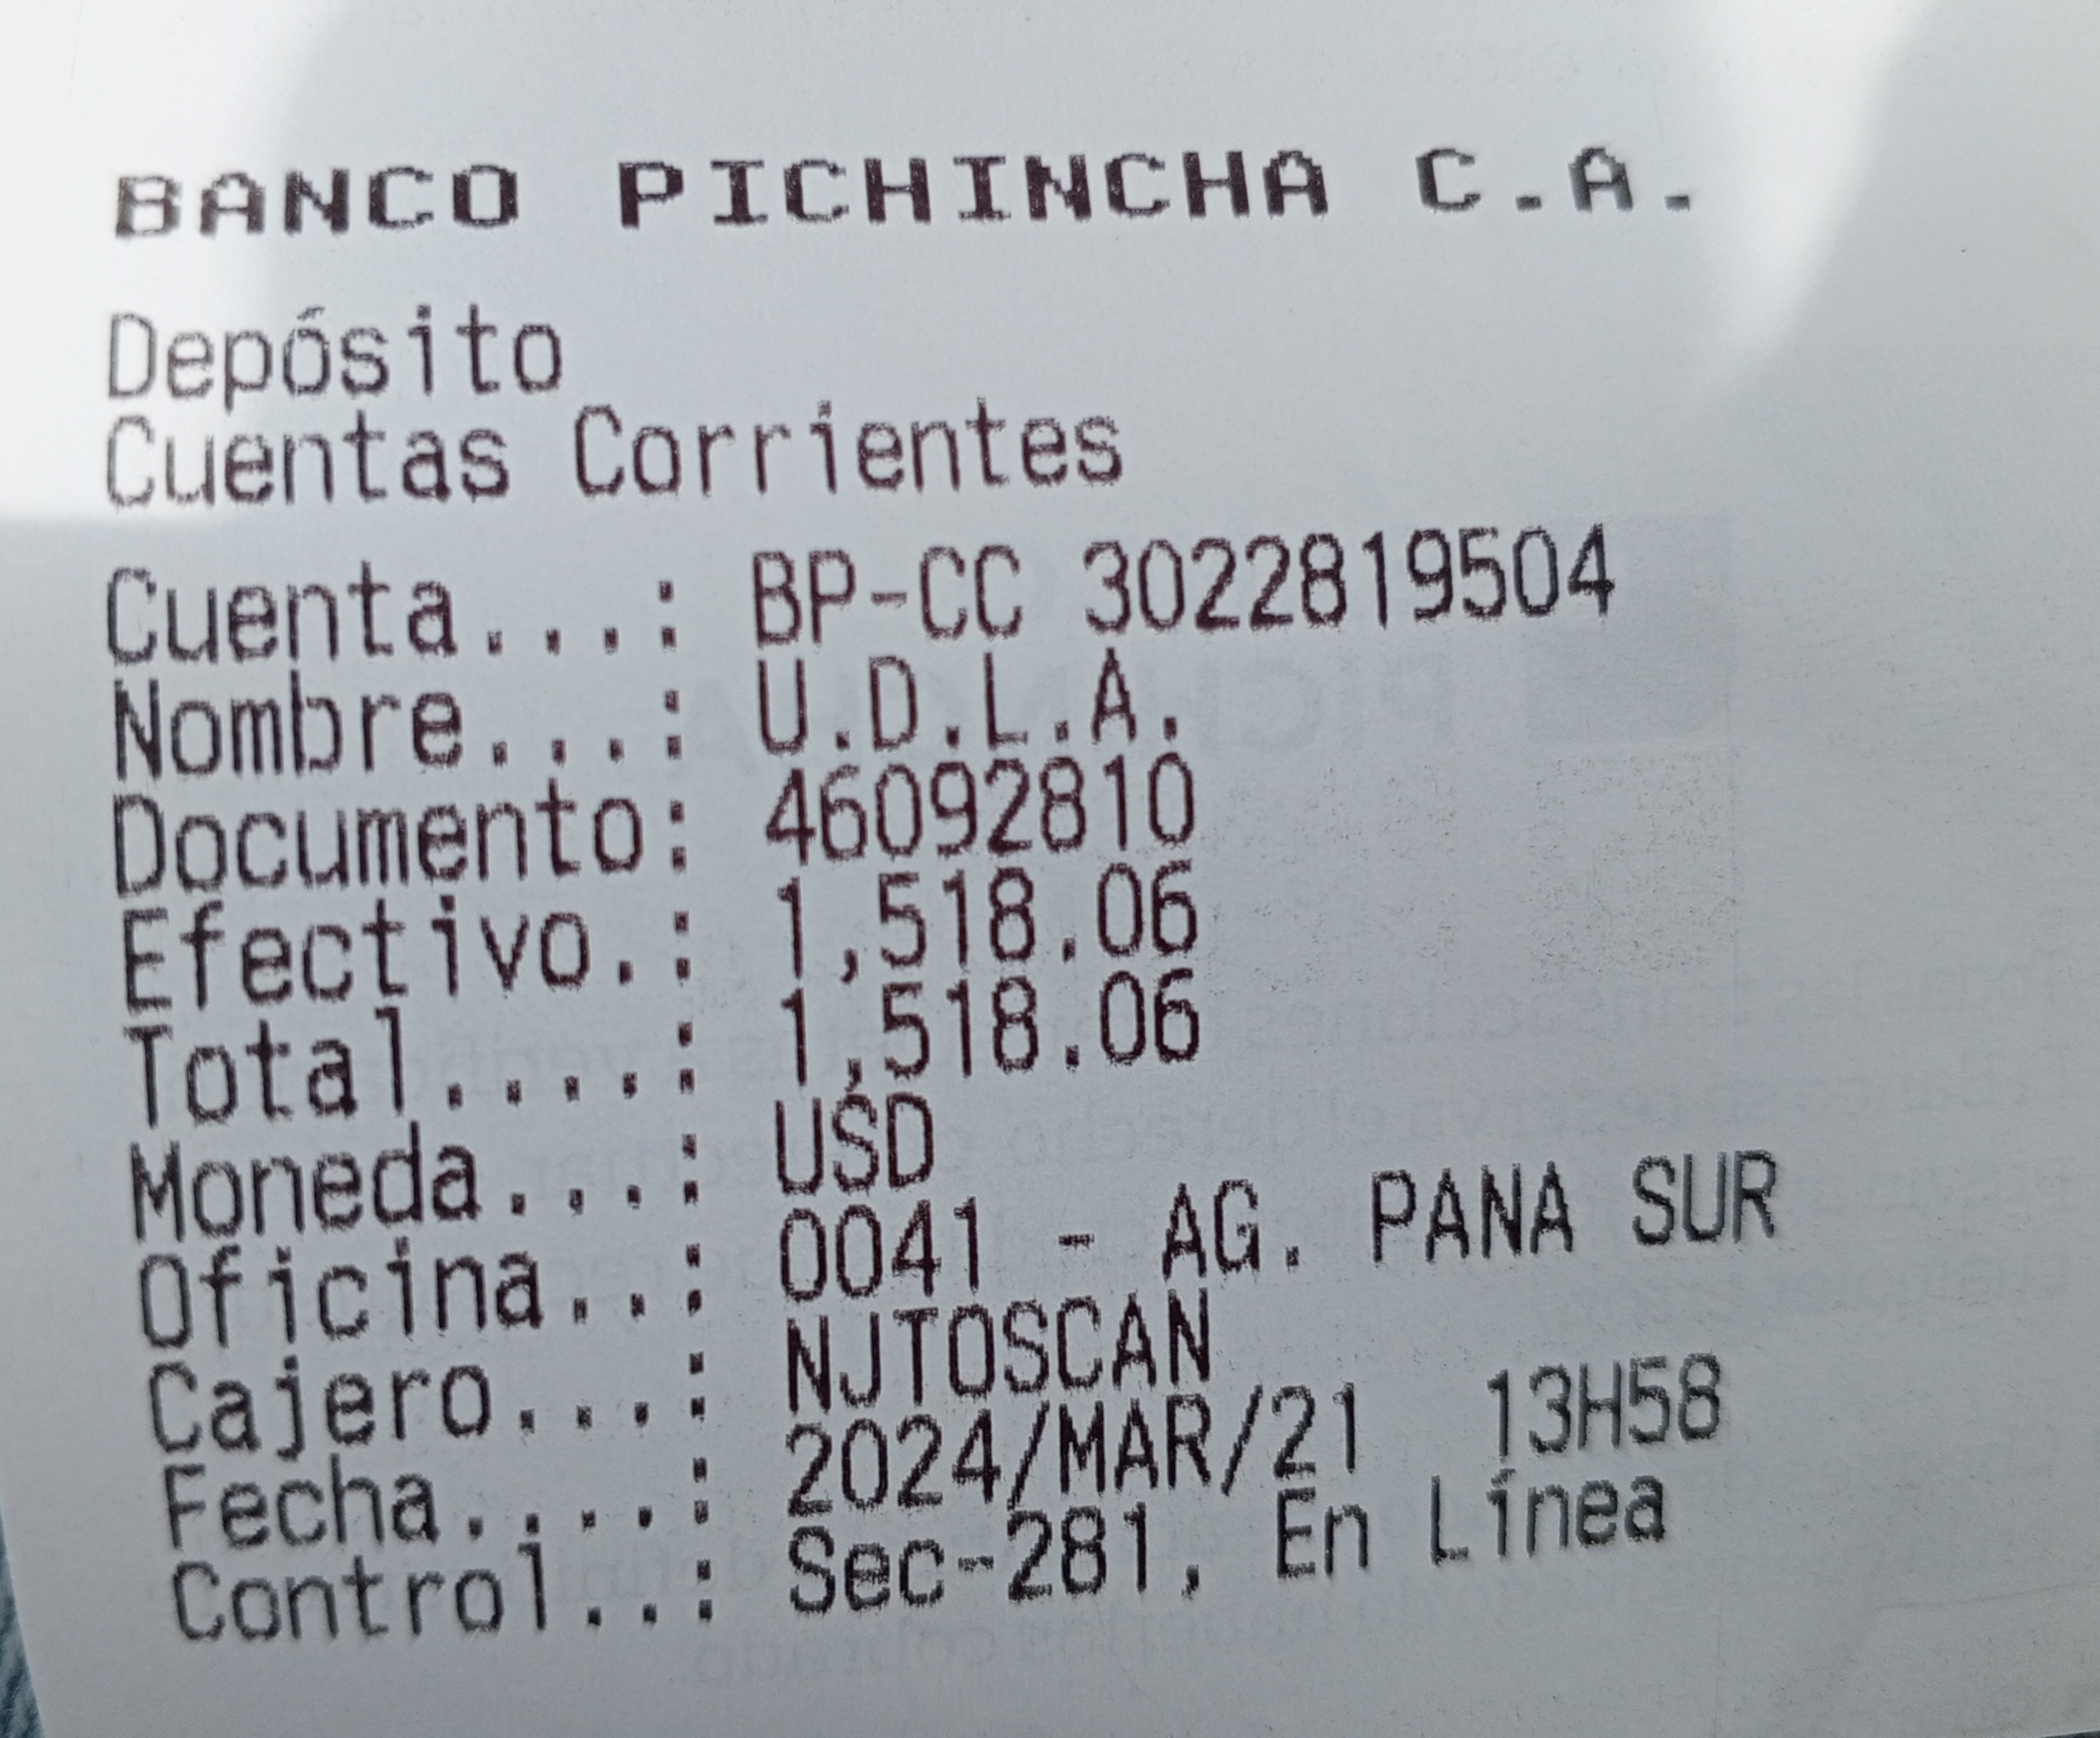 BANCO PICHINCHA C.A.
Depósito
Cuentas Corrientes
Cuenta...: BP-CC 3022819504
Nombre...: U.D.L.A.
Documento: 46092810
Efectivo.: 1,518.06
Total....: 1,518.06
Moneda...: USD
Oficina..: 0041 - AG. PANA SUR
Cajero...: NJTOSCAN
Fecha....: 2024/MAR/21 13H58
Control..: Sec-281, En Línea